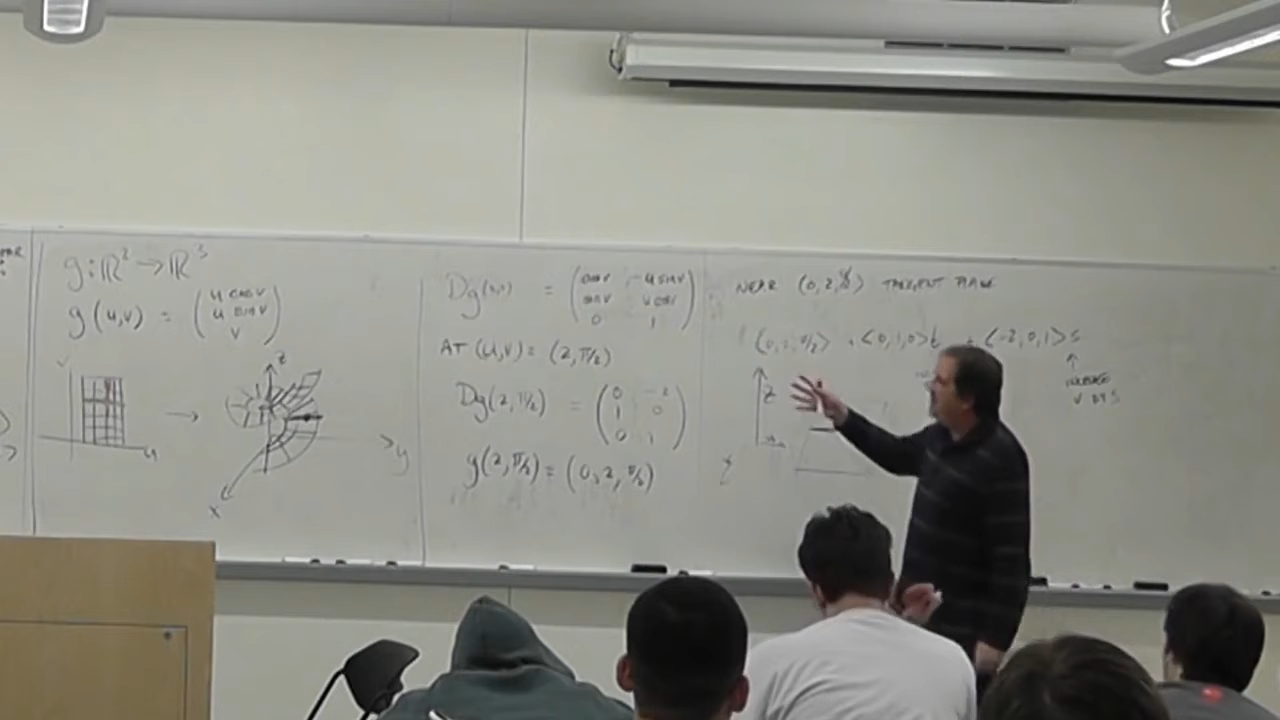 g : ℝ² → ℝ³
g(u,v) = (u cos v
u sin v
v)
v
u
→
z
y
x
Dg(u,v) = (cos v -u sin v
sin v u cos v
0 1)
AT (u,v) = (2, π/2)
Dg(2, π/2) = (0 -2
1 0
0 1)
g(2, π/2) = (0, 2, π/2)
NEAR (0, 2, π/2) TANGENT PLANE
(0, 2, π/2) + <0,1,0>t + <-2,0,1>s
↑
INCREASE
v BY s
z